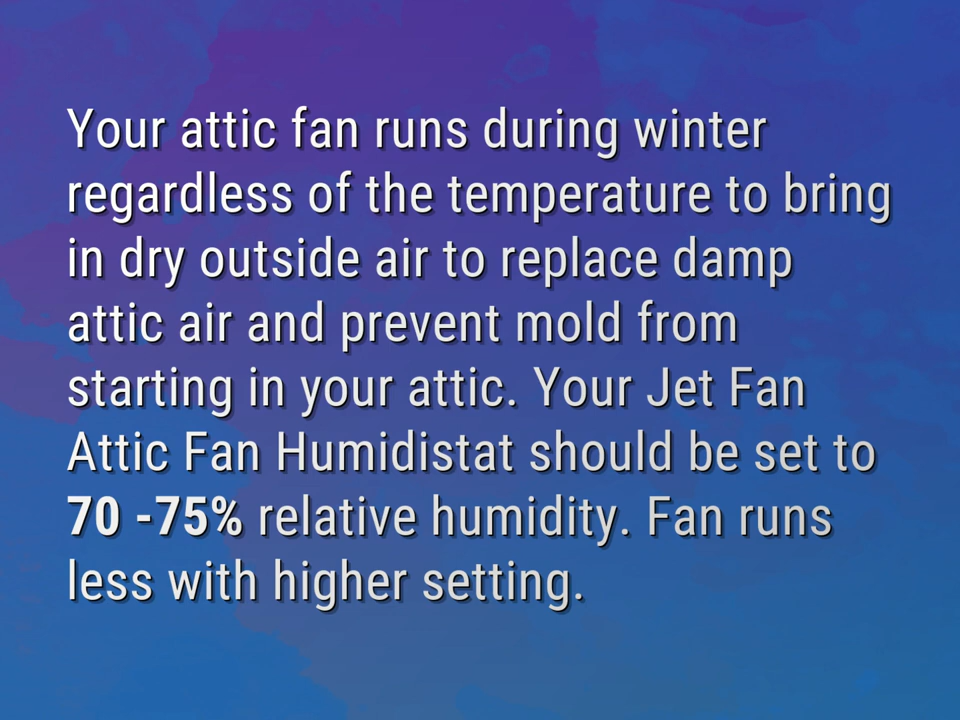 Your attic fan runs during winter
regardless of the temperature to bring
in dry outside air to replace damp
attic air and prevent mold from
starting in your attic. Your Jet Fan
Attic Fan Humidistat should be set to
70 -75% relative humidity. Fan runs
less with higher setting.